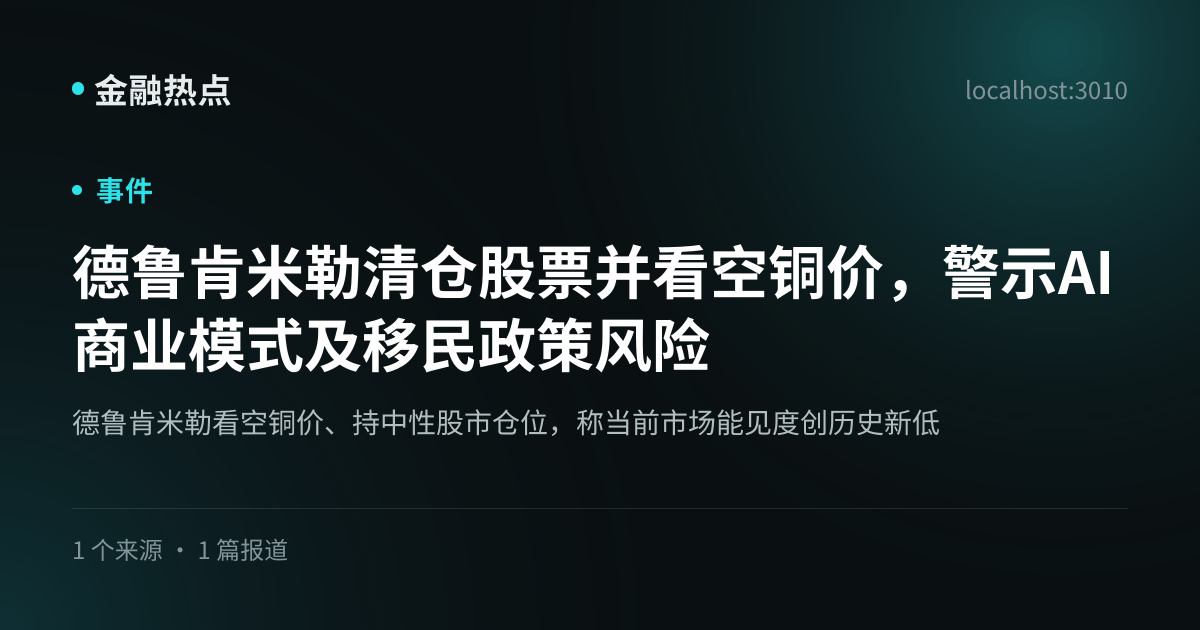 金融热点
localhost:3010
事件
德鲁肯米勒清仓股票并看空铜价，警示AI
商业模式及移民政策风险
德鲁肯米勒看空铜价、持中性股市仓位，称当前市场能见度创历史新低
1 个来源 · 1 篇报道